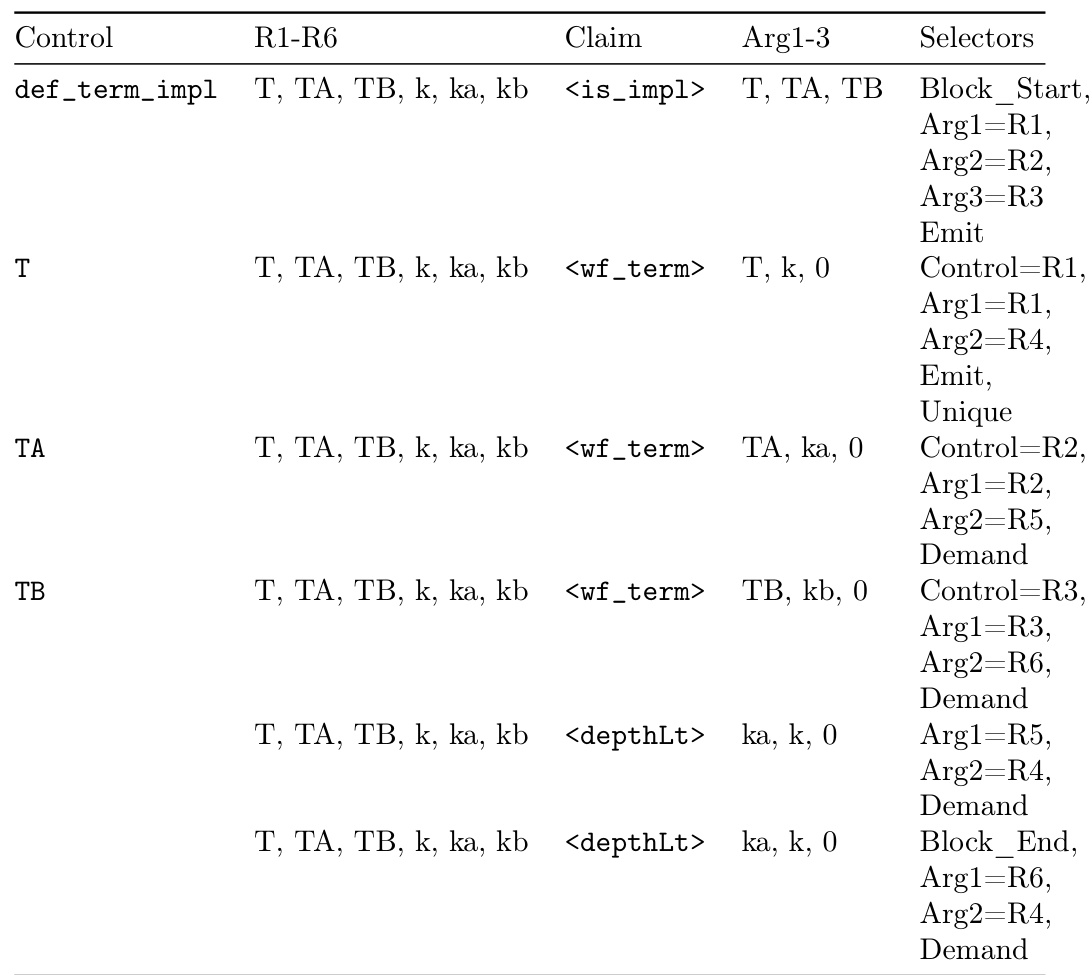 Control R1-R6 Claim Arg1-3 Selectors
def_term_impl T, TA, TB, k, ka, kb <is_impl> T, TA, TB Block_Start,
Arg1=R1,
Arg2=R2,
Arg3=R3
Emit
T T, TA, TB, k, ka, kb <wf_term> T, k, 0 Control=R1,
Arg1=R1,
Arg2=R4,
Emit,
Unique
TA T, TA, TB, k, ka, kb <wf_term> TA, ka, 0 Control=R2,
Arg1=R2,
Arg2=R5,
Demand
TB T, TA, TB, k, ka, kb <wf_term> TB, kb, 0 Control=R3,
Arg1=R3,
Arg2=R6,
Demand
T, TA, TB, k, ka, kb <depthLt> ka, k, 0 Arg1=R5,
Arg2=R4,
Demand
T, TA, TB, k, ka, kb <depthLt> ka, k, 0 Block_End,
Arg1=R6,
Arg2=R4,
Demand